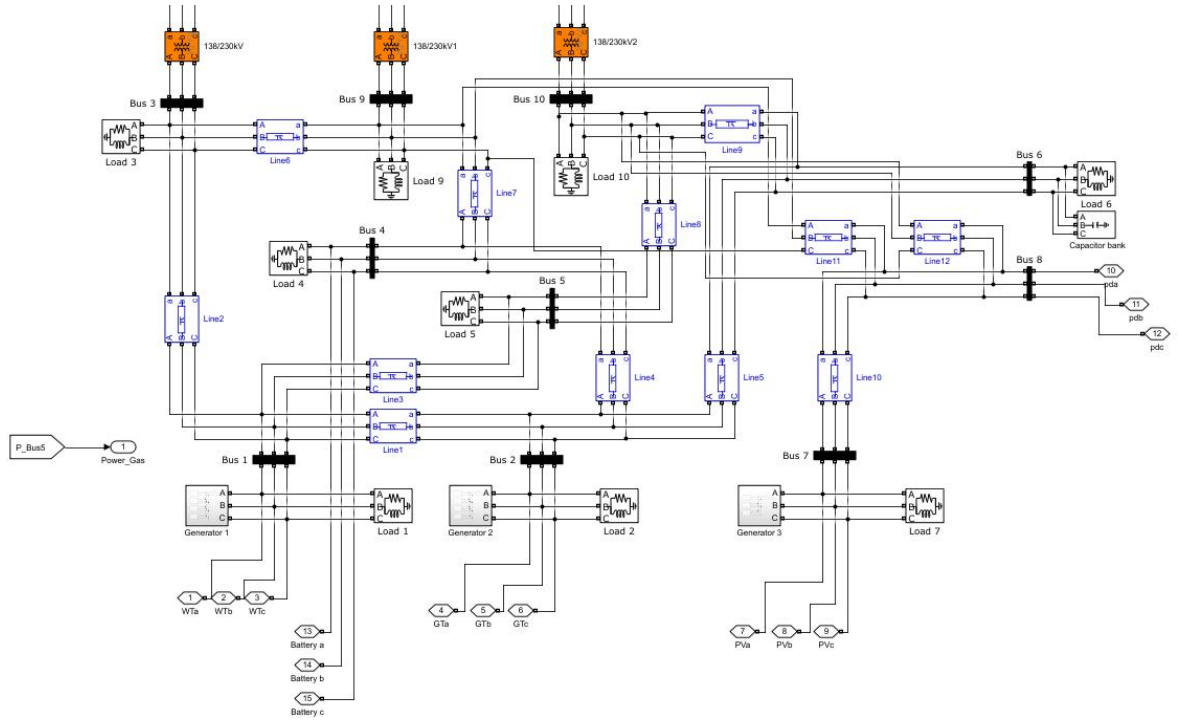 138/230kV
138/230kV1
138/230kV2
Bus 3
Bus 9
Bus 10
Load 3
Line6
Load 9
Line7
Load 10
Line9
Bus 6
Load 6
Capacitor bank
Line8
Line11
Line12
Bus 4
Load 4
Bus 5
Load 5
Bus 8
10
pda
11
pdb
12
pdc
Line2
Line3
Line4
Line5
Line10
Line1
P_Bus5
1
Power_Gas
Bus 1
Bus 2
Bus 7
Generator 1
Load 1
Generator 2
Load 2
Generator 3
Load 7
1
WTa
2
WTb
3
WTc
4
GTa
5
GTb
6
GTc
7
PVa
8
PVb
9
PVc
13
Battery a
14
Battery b
15
Battery c